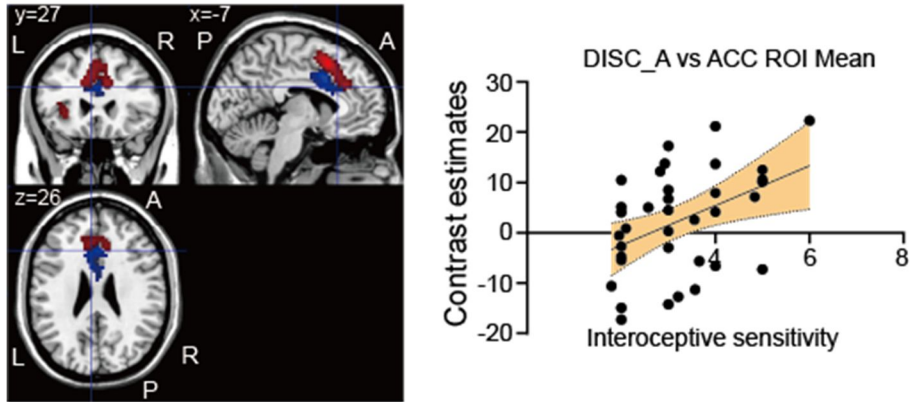 y=27
x=-7
L
R
P
A
z=26
A
L
R
P
DISC_A vs ACC ROI Mean
30
20
10
0
-10
-20
Contrast estimates
4
6
8
Interoceptive sensitivity